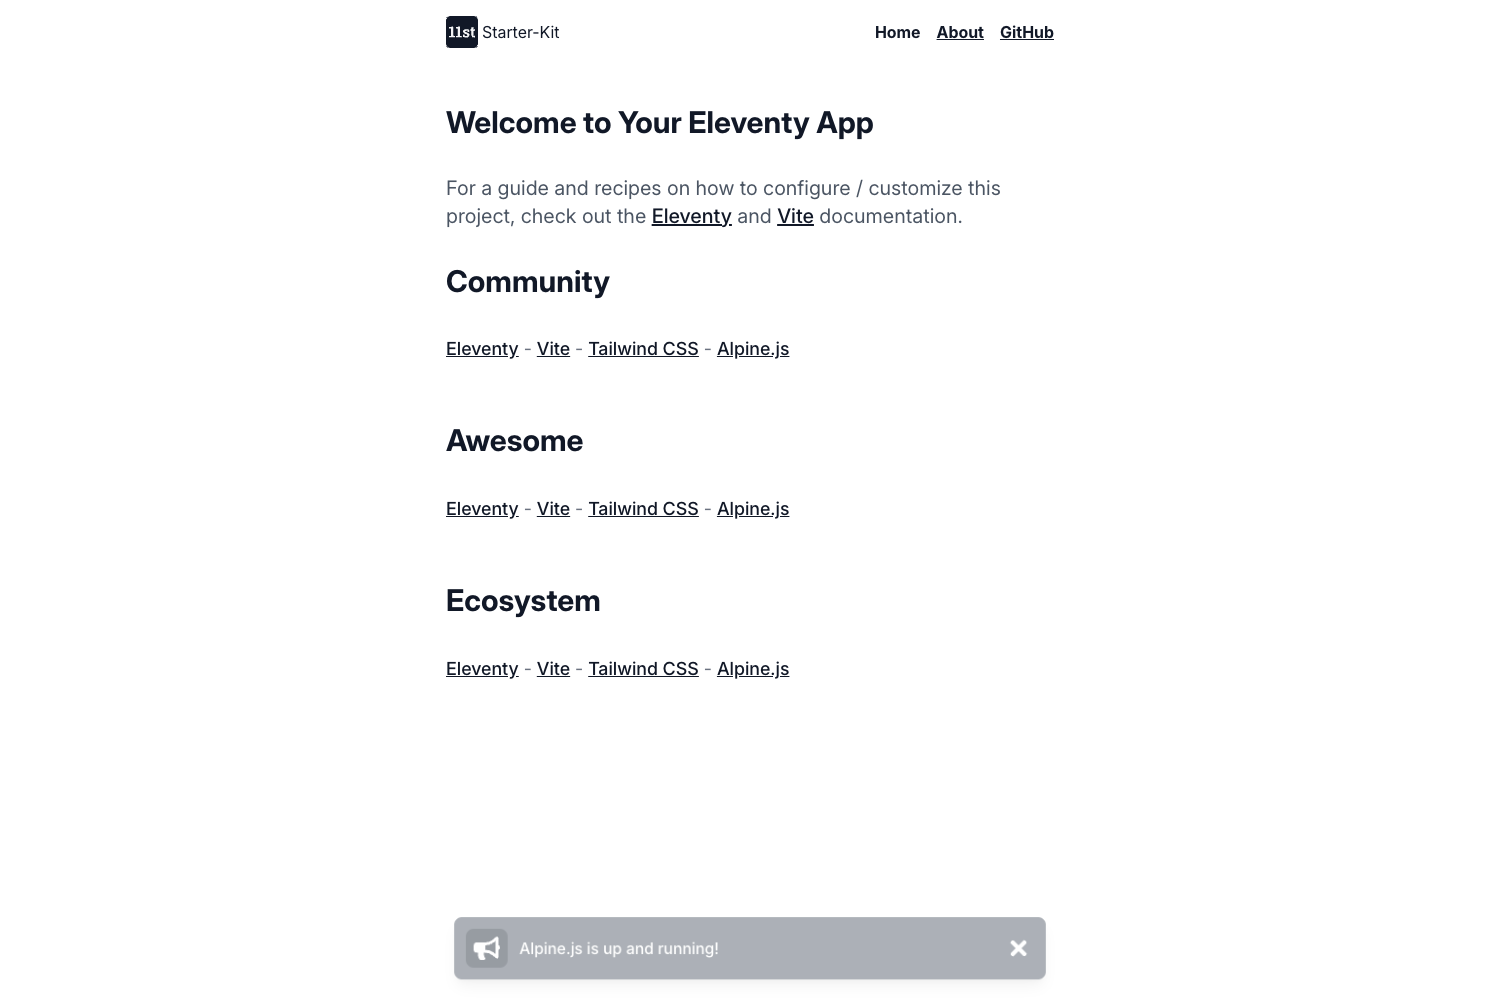 11st Starter-Kit Home About GitHub
Welcome to Your Eleventy App
For a guide and recipes on how to configure / customize this
project, check out the Eleventy and Vite documentation.
Community
Eleventy - Vite - Tailwind CSS - Alpine.js
Awesome
Eleventy - Vite - Tailwind CSS - Alpine.js
Ecosystem
Eleventy - Vite - Tailwind CSS - Alpine.js
Alpine.js is up and running!